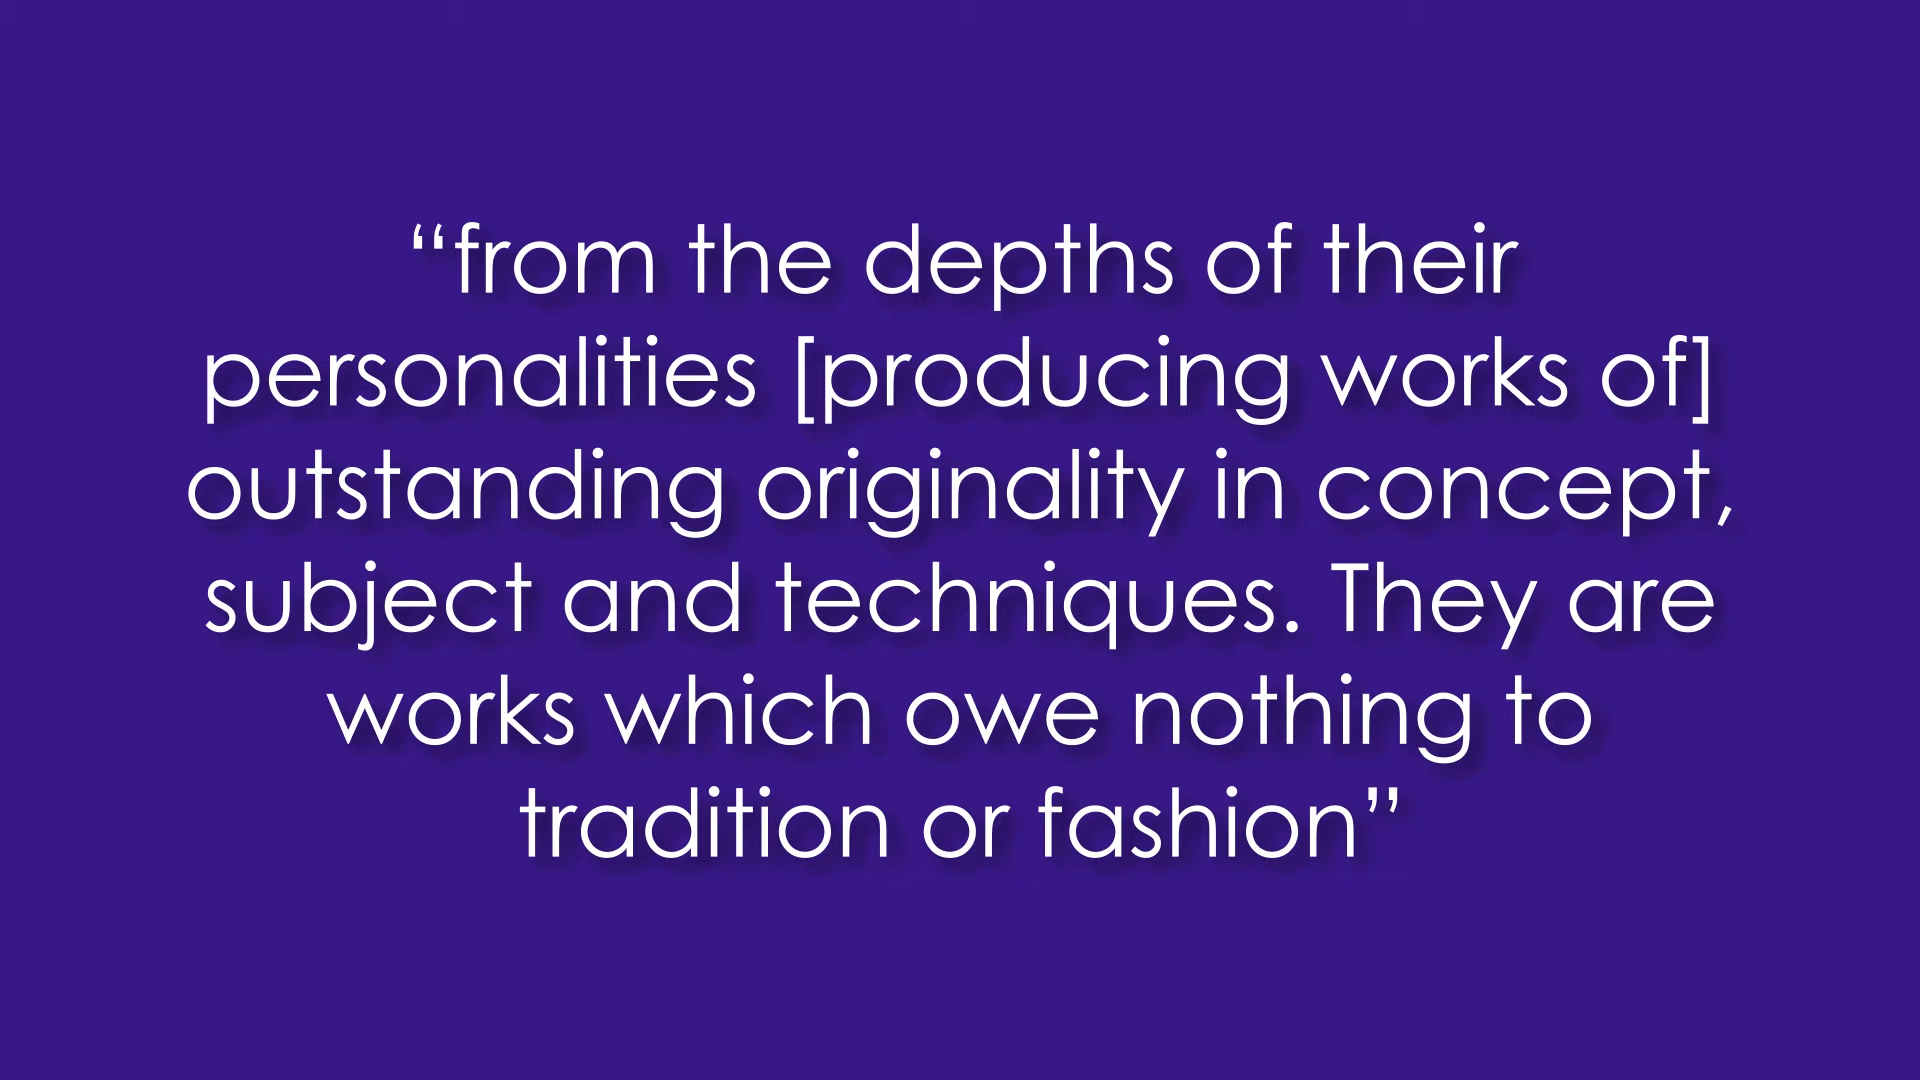 “from the depths of their
personalities [producing works of]
outstanding originality in concept,
subject and techniques. They are
works which owe nothing to
tradition or fashion”